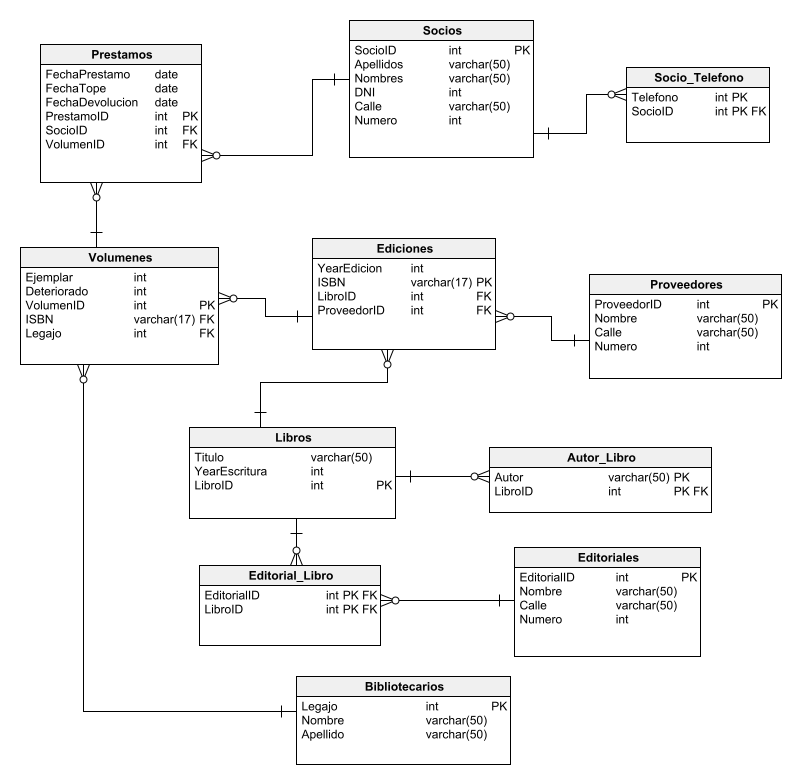 Socios
SocioID int PK
Apellidos varchar(50)
Nombres varchar(50)
DNI int
Calle varchar(50)
Numero int
Prestamos
FechaPrestamo date
FechaTope date
FechaDevolucion date
PrestamoID int PK
SocioID int FK
VolumenID int FK
Socio_Telefono
Telefono int PK
SocioID int PK FK
Volumenes
Ejemplar int
Deteriorado int
VolumenID int PK
ISBN varchar(17) FK
Legajo int FK
Ediciones
YearEdicion int
ISBN varchar(17) PK
LibroID int FK
ProveedorID int FK
Proveedores
ProveedorID int PK
Nombre varchar(50)
Calle varchar(50)
Numero int
Libros
Titulo varchar(50)
YearEscritura int
LibroID int PK
Autor_Libro
Autor varchar(50) PK
LibroID int PK FK
Editorial_Libro
EditorialID int PK FK
LibroID int PK FK
Editoriales
EditorialID int PK
Nombre varchar(50)
Calle varchar(50)
Numero int
Bibliotecarios
Legajo int PK
Nombre varchar(50)
Apellido varchar(50)